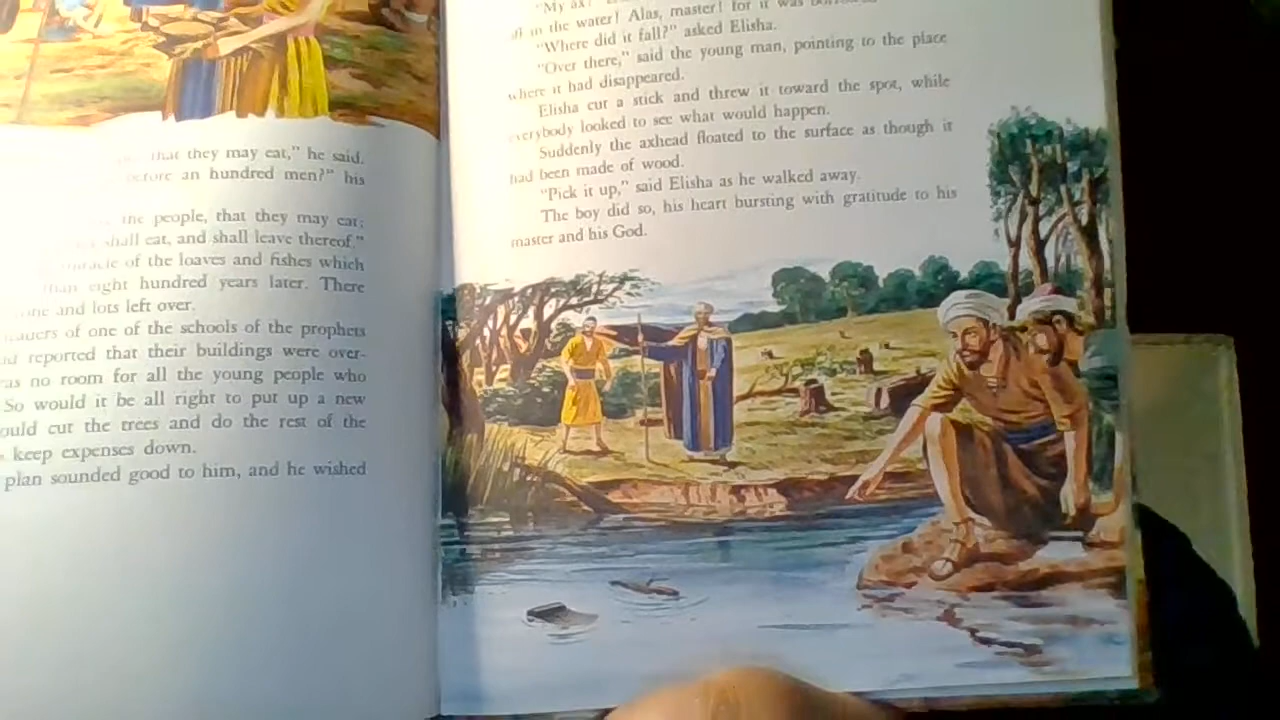 that they may eat," he said.
an hundred men?" his
the people, that they may eat;
shall eat, and shall leave thereof."
of the loaves and fishes which
eight hundred years later. There
and lots left over.
of one of the schools of the prophets
reported that their buildings were over-
no room for all the young people who
So would it be all right to put up a new
cut the trees and do the rest of the
keep expenses down.
plan sounded good to him, and he wished
"My ax!
in the water! Alas, master! for it was
"Where did it fall?" asked Elisha.
"Over there," said the young man, pointing to the place
where it had disappeared.
Elisha cut a stick and threw it toward the spot, while
everybody looked to see what would happen.
Suddenly the axhead floated to the surface as though it
had been made of wood.
"Pick it up," said Elisha as he walked away.
The boy did so, his heart bursting with gratitude to his
master and his God.